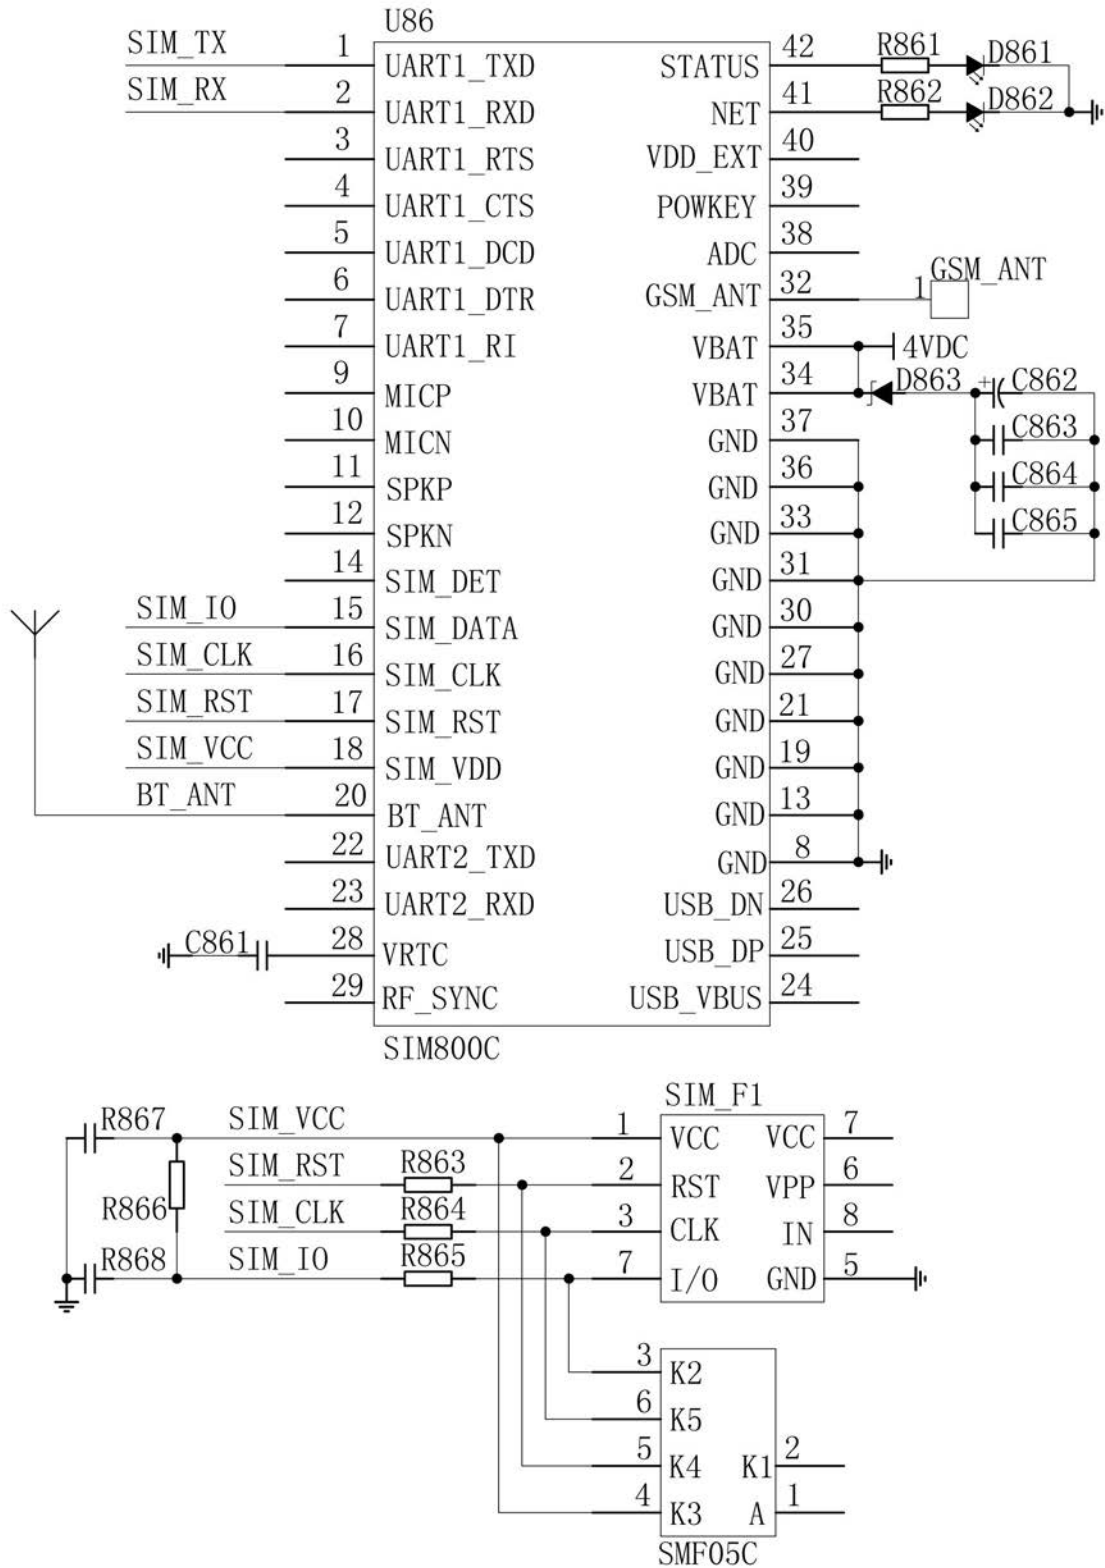 U86
SIM_TX 1 UART1_TXD STATUS 42 R861 D861
SIM_RX 2 UART1_RXD NET 41 R862 D862
3 UART1_RTS VDD_EXT 40
4 UART1_CTS POWKEY 39
5 UART1_DCD ADC 38
6 UART1_DTR GSM_ANT 32 1 GSM_ANT
7 UART1_RI VBAT 35 4VDC
9 MICP VBAT 34 D863 + C862
10 MICN GND 37 C863
11 SPKP GND 36 C864
12 SPKN GND 33 C865
14 SIM_DET GND 31
SIM_IO 15 SIM_DATA GND 30
SIM_CLK 16 SIM_CLK GND 27
SIM_RST 17 SIM_RST GND 21
SIM_VCC 18 SIM_VDD GND 19
BT_ANT 20 BT_ANT GND 13
22 UART2_TXD GND 8
23 UART2_RXD USB_DN 26
C861 28 VRTC USB_DP 25
29 RF_SYNC USB_VBUS 24
SIM800C
SIM_F1
R867 SIM_VCC 1 VCC VCC 7
SIM_RST R863 2 RST VPP 6
R866 SIM_CLK R864 3 CLK IN 8
R868 SIM_IO R865 7 I/O GND 5
3 K2
6 K5
5 K4 K1 2
4 K3 A 1
SMF05C